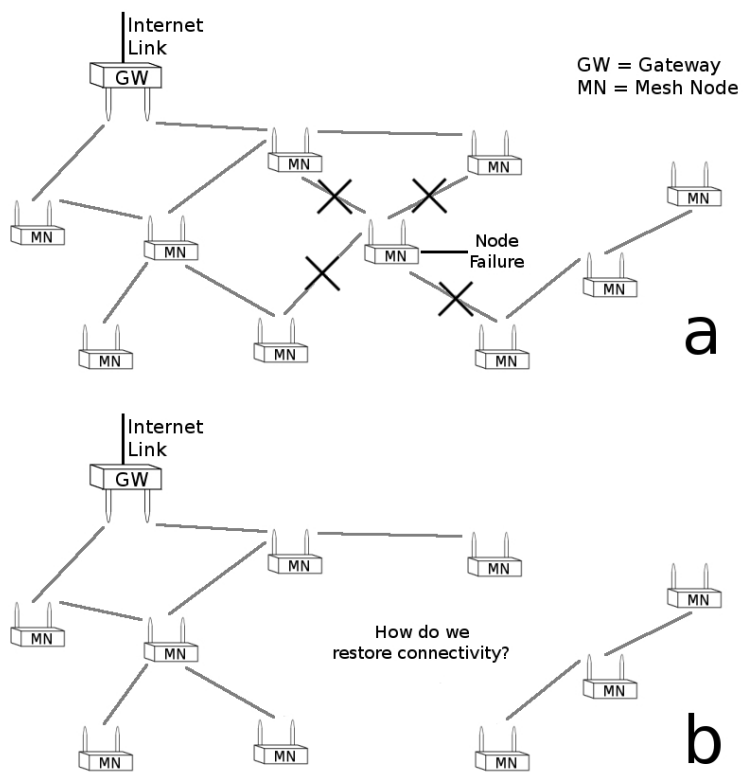 Internet
Link
GW
GW = Gateway
MN = Mesh Node
MN
MN
MN
MN
MN
MN
Node
Failure
MN
MN
MN
MN
a
Internet
Link
GW
MN
MN
MN
MN
MN
How do we
restore connectivity?
MN
MN
MN
MN
b